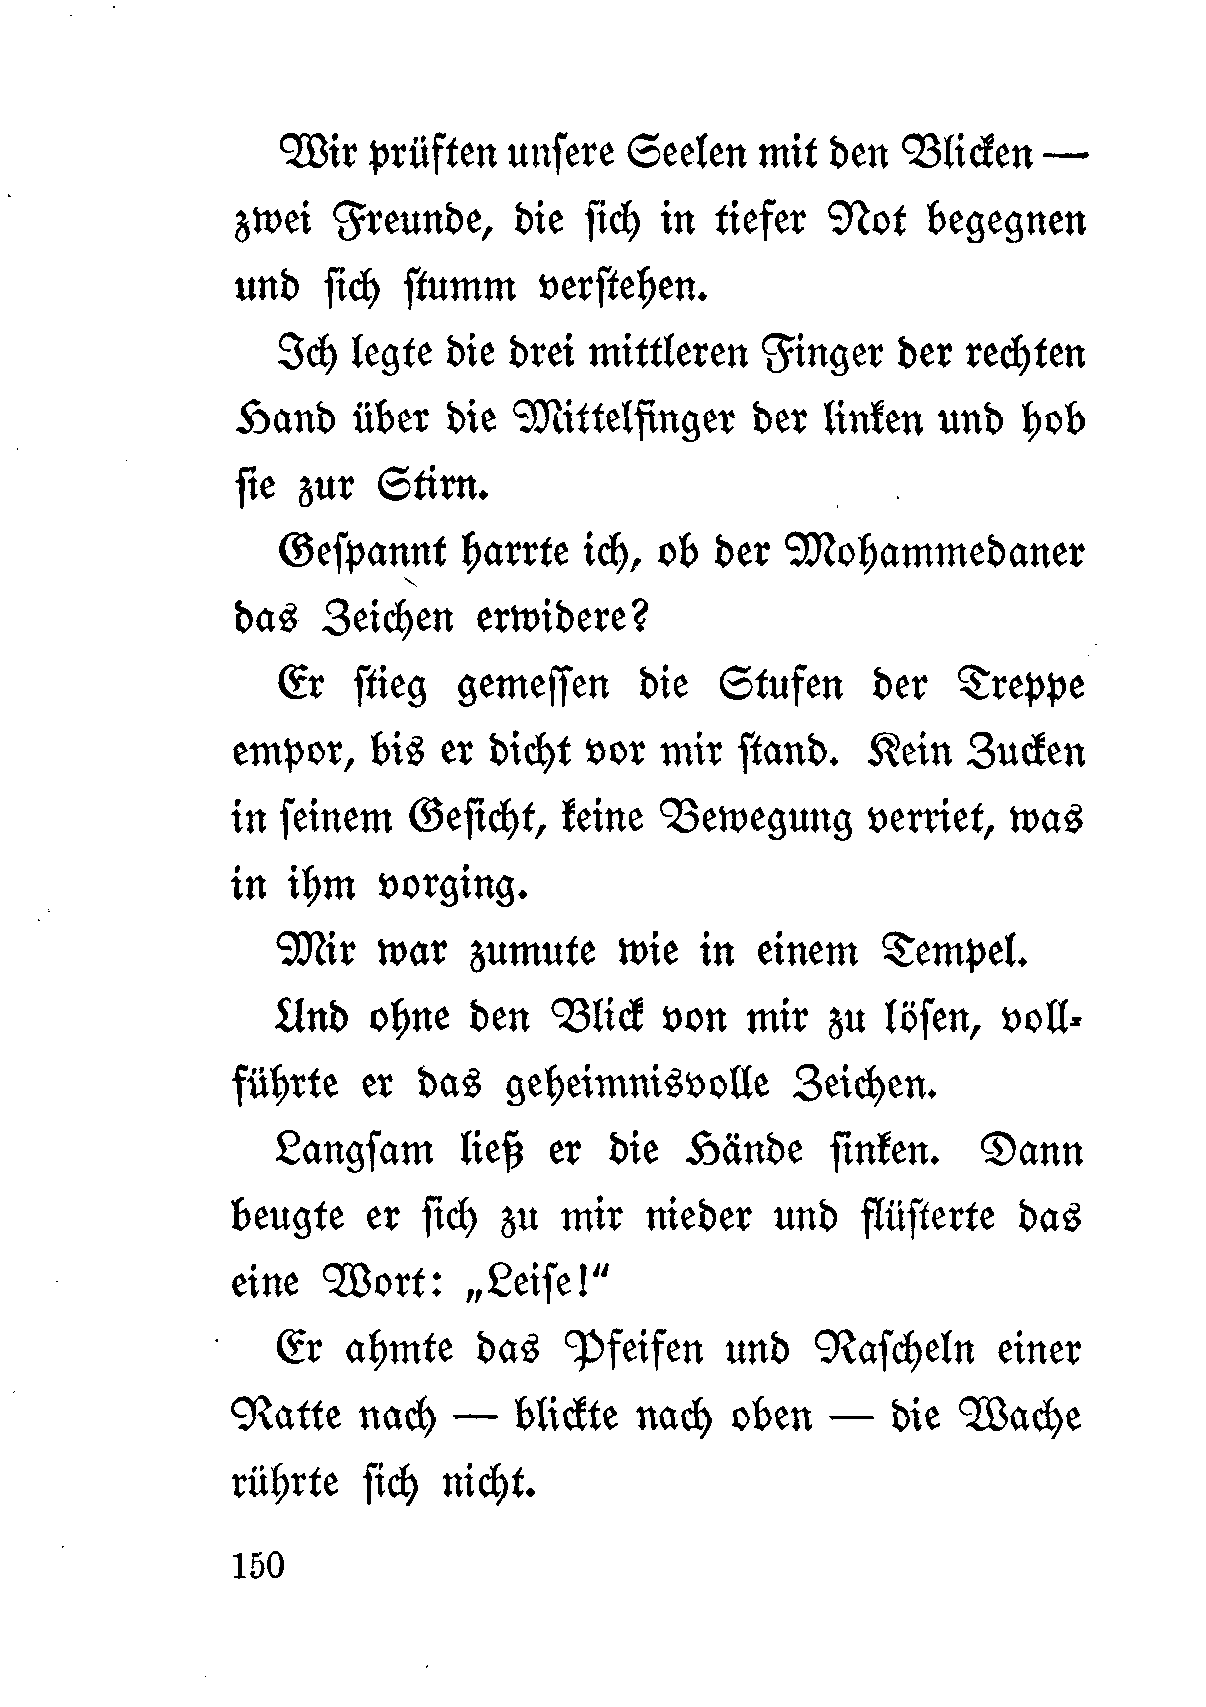 Wir prüften unsere Seelen mit den Blicken —
zwei Freunde, die sich in tiefer Not begegnen
und sich stumm verstehen.
Ich legte die drei mittleren Finger der rechten
Hand über die Mittelfinger der linken und hob
sie zur Stirn.
Gespannt harrte ich, ob der Mohammedaner
das Zeichen erwidere?
Er stieg gemessen die Stufen der Treppe
empor, bis er dicht vor mir stand. Kein Zucken
in seinem Gesicht, keine Bewegung verriet, was
in ihm vorging.
Mir war zumute wie in einem Tempel.
Und ohne den Blick von mir zu lösen, voll-
führte er das geheimnisvolle Zeichen.
Langsam ließ er die Hände sinken. Dann
beugte er sich zu mir nieder und flüsterte das
eine Wort: „Leise!“
Er ahmte das Pfeifen und Rascheln einer
Ratte nach — blickte nach oben — die Wache
rührte sich nicht.
150